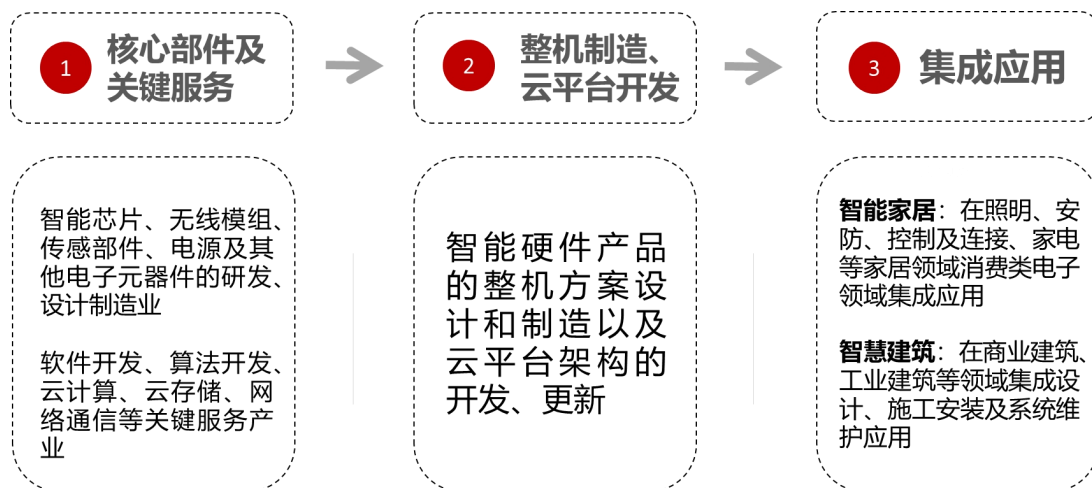 1
核心部件及
关键服务
2
整机制造、
云平台开发
3
集成应用
智能芯片、无线模组、
传感部件、电源及其
他电子元器件的研发、
设计制造业
软件开发、算法开发、
云计算、云存储、网
络通信等关键服务产
业
智能硬件产品
的整机方案设
计和制造以及
云平台架构的
开发、更新
智能家居：在照明、安
防、控制及连接、家电
等家居领域消费类电子
领域集成应用
智慧建筑：在商业建筑、
工业建筑等领域集成设
计、施工安装及系统维
护应用